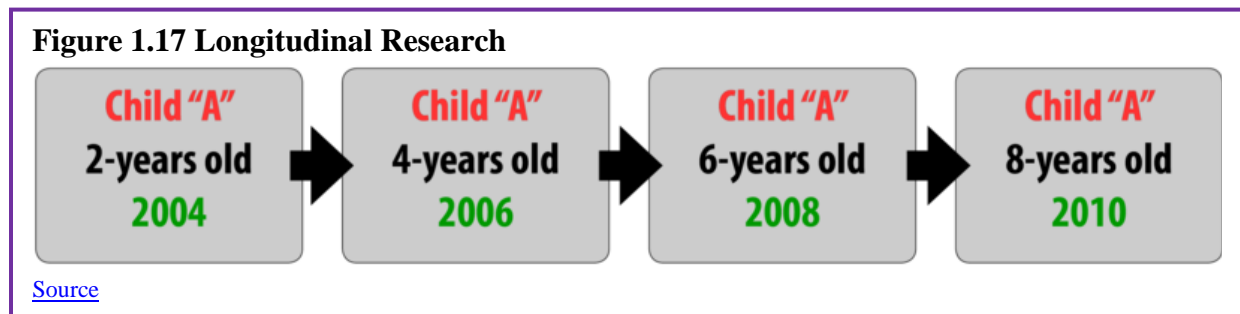 Figure 1.17 Longitudinal Research
Child “A”
2-years old
2004
Child “A”
4-years old
2006
Child “A”
6-years old
2008
Child “A”
8-years old
2010
Source